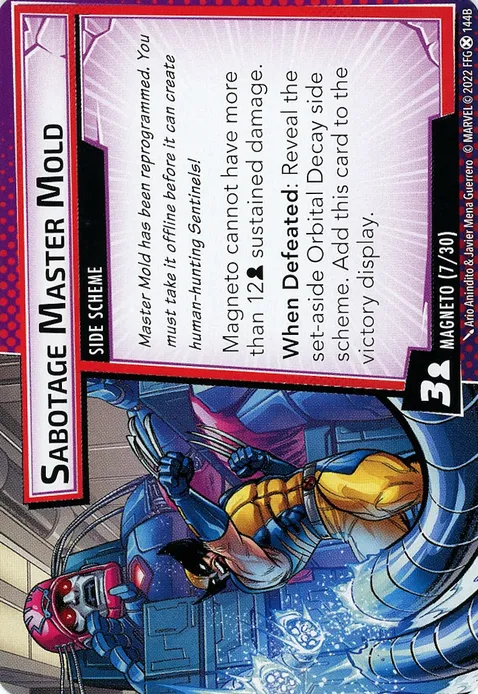 SABOTAGE MASTER MOLD
SIDE SCHEME
Master Mold has been reprogrammed. You
must take it offline before it can create
human-hunting Sentinels!
Magneto cannot have more
than 12 sustained damage.
When Defeated: Reveal the
set-aside Orbital Decay side
scheme. Add this card to the
victory display.
3
MAGNETO (7/30)
Ario Anindito & Javier Mena Guerrero © MARVEL © 2022 FFG 144B